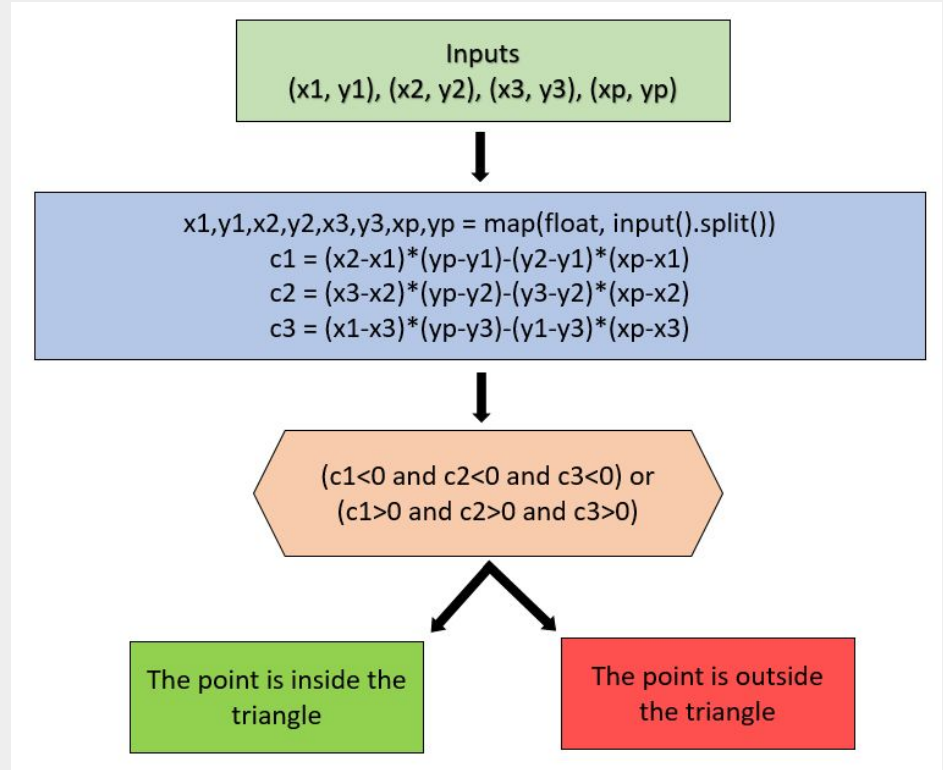 Inputs
(x1, y1), (x2, y2), (x3, y3), (xp, yp)
x1,y1,x2,y2,x3,y3,xp,yp = map(float, input().split())
c1 = (x2-x1)*(yp-y1)-(y2-y1)*(xp-x1)
c2 = (x3-x2)*(yp-y2)-(y3-y2)*(xp-x2)
c3 = (x1-x3)*(yp-y3)-(y1-y3)*(xp-x3)
(c1<0 and c2<0 and c3<0) or
(c1>0 and c2>0 and c3>0)
The point is inside the
triangle
The point is outside
the triangle